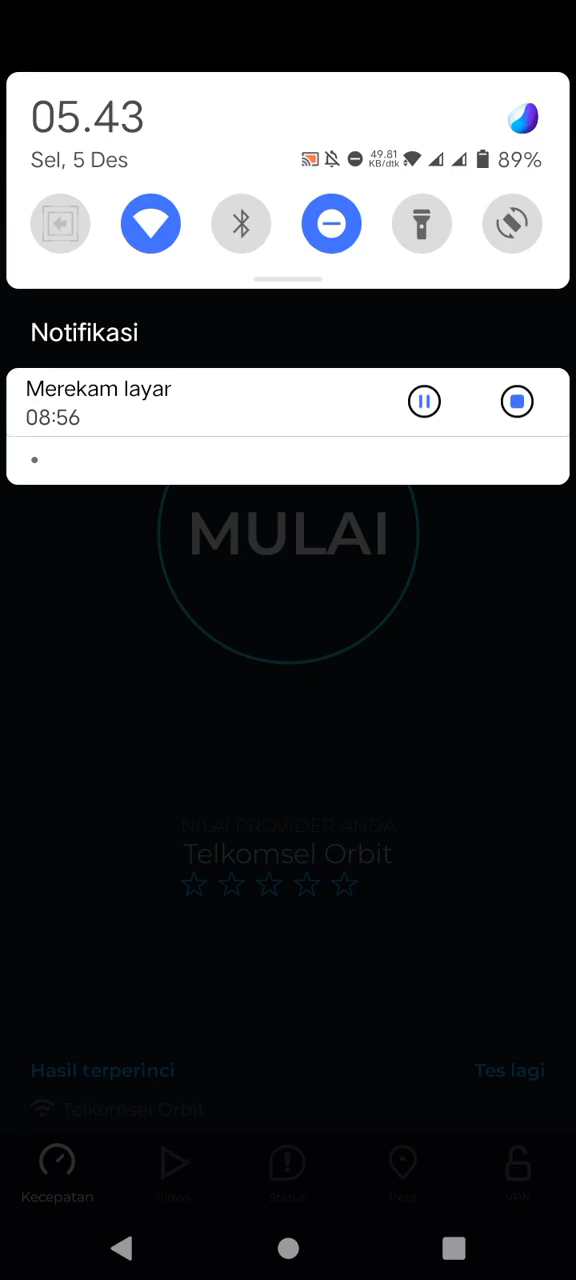 05.43
Sel, 5 Des
49.81
KB/dtk
89%
Notifikasi
Merekam layar
08:56
MULAI
NILAI PROVIDER ANDA
Telkomsel Orbit
Hasil terperinci
Tes lagi
Telkomsel Orbit
Kecepatan
Video
Status
Peta
VPN